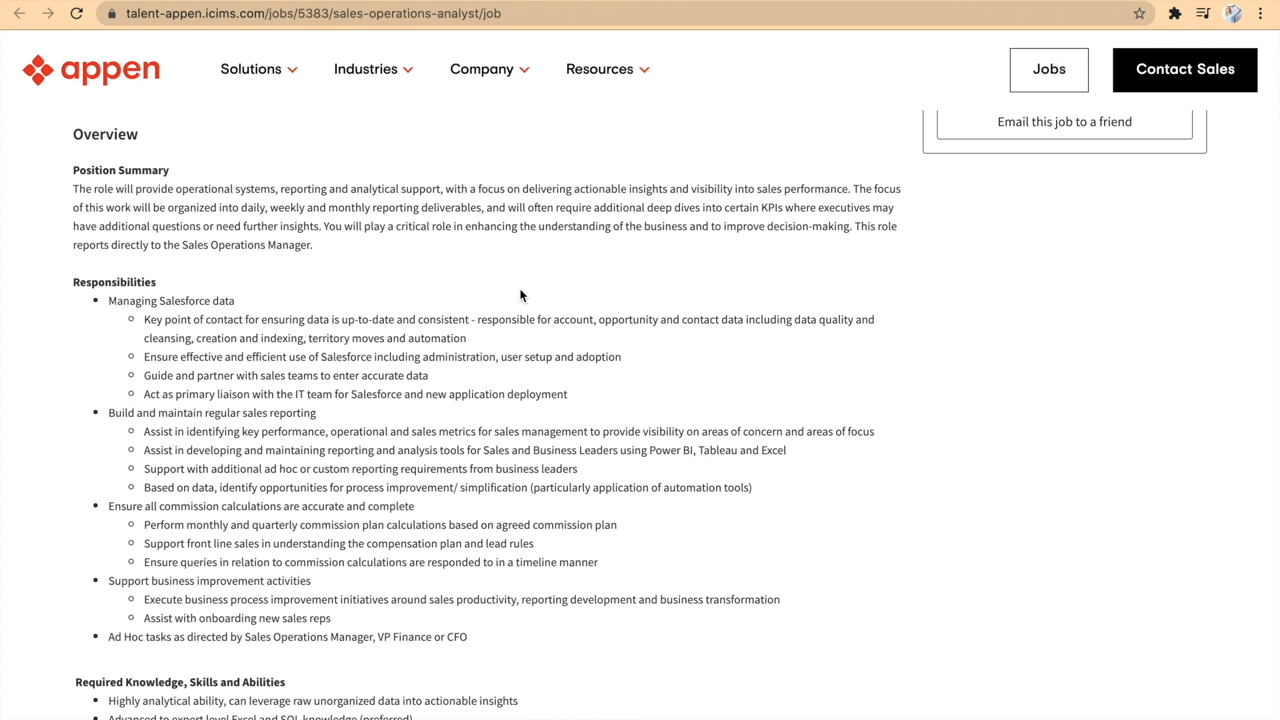 talent-appen.icims.com/jobs/5383/sales-operations-analyst/job
appen
Solutions
Industries
Company
Resources
Jobs
Contact Sales
Email this job to a friend
Overview
Position Summary
The role will provide operational systems, reporting and analytical support, with a focus on delivering actionable insights and visibility into sales performance. The focus
of this work will be organized into daily, weekly and monthly reporting deliverables, and will often require additional deep dives into certain KPIs where executives may
have additional questions or need further insights. You will play a critical role in enhancing the understanding of the business and to improve decision-making. This role
reports directly to the Sales Operations Manager.
Responsibilities
Managing Salesforce data
Key point of contact for ensuring data is up-to-date and consistent - responsible for account, opportunity and contact data including data quality and
cleansing, creation and indexing, territory moves and automation
Ensure effective and efficient use of Salesforce including administration, user setup and adoption
Guide and partner with sales teams to enter accurate data
Act as primary liaison with the IT team for Salesforce and new application deployment
Build and maintain regular sales reporting
Assist in identifying key performance, operational and sales metrics for sales management to provide visibility on areas of concern and areas of focus
Assist in developing and maintaining reporting and analysis tools for Sales and Business Leaders using Power BI, Tableau and Excel
Support with additional ad hoc or custom reporting requirements from business leaders
Based on data, identify opportunities for process improvement/ simplification (particularly application of automation tools)
Ensure all commission calculations are accurate and complete
Perform monthly and quarterly commission plan calculations based on agreed commission plan
Support front line sales in understanding the compensation plan and lead rules
Ensure queries in relation to commission calculations are responded to in a timeline manner
Support business improvement activities
Execute business process improvement initiatives around sales productivity, reporting development and business transformation
Assist with onboarding new sales reps
Ad Hoc tasks as directed by Sales Operations Manager, VP Finance or CFO
Required Knowledge, Skills and Abilities
Highly analytical ability, can leverage raw unorganized data into actionable insights
Advanced to expert level Excel and SQL knowledge (preferred)